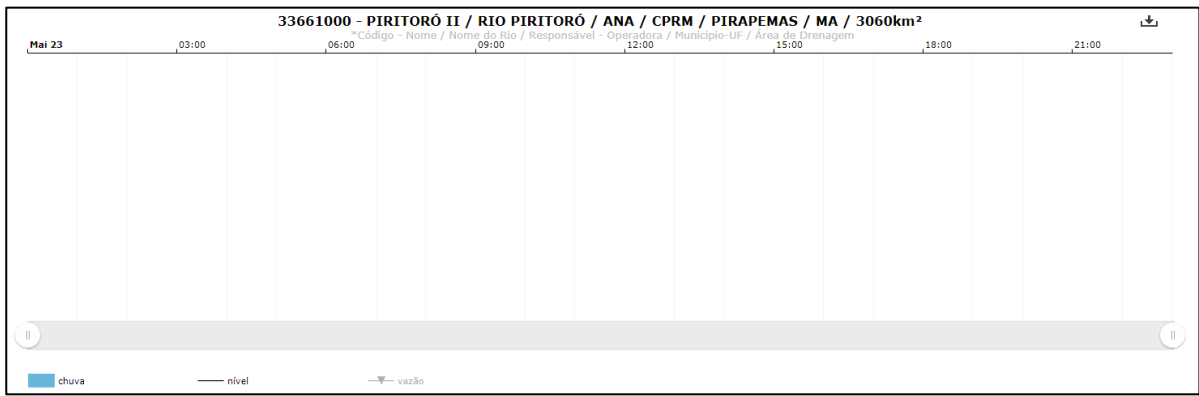 33661000 - PIRITORÓ II / RIO PIRITORÓ / ANA / CPRM / PIRAPEMAS / MA / 3060km²
*Código - Nome / Nome do Rio / Responsável - Operadora / Municipio-UF / Área de Drenagem
Mai 23 03:00 06:00 09:00 12:00 15:00 18:00 21:00
chuva nível vazão